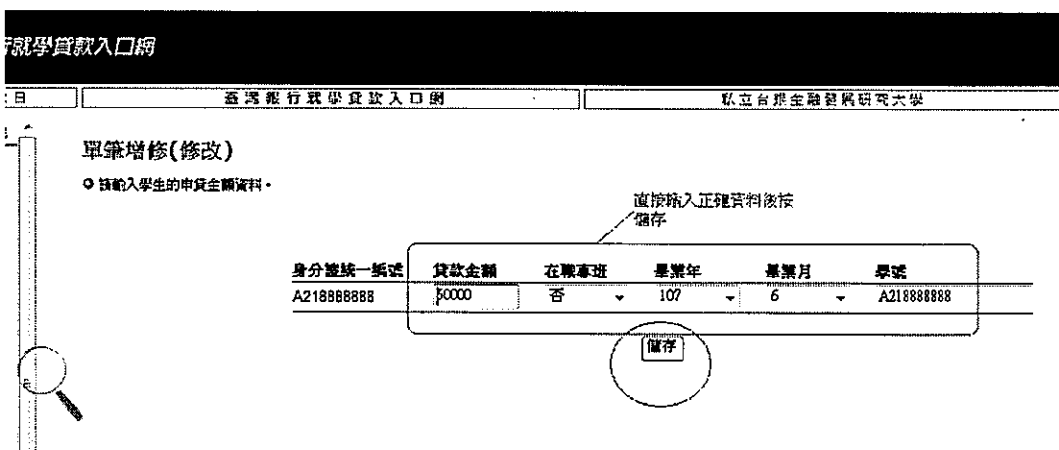 行就學貸款入口網
日
臺灣銀行就學貸款入口網
私立台銀金融發展研究大學
單筆增修(修改)
請輸入學生的申貸金額資料。
直接輸入正確資料後按
儲存
身分證統一編號 貸款金額 在職專班 畢業年 畢業月 學號
A218888888 50000 否 107 6 A218888888
儲存